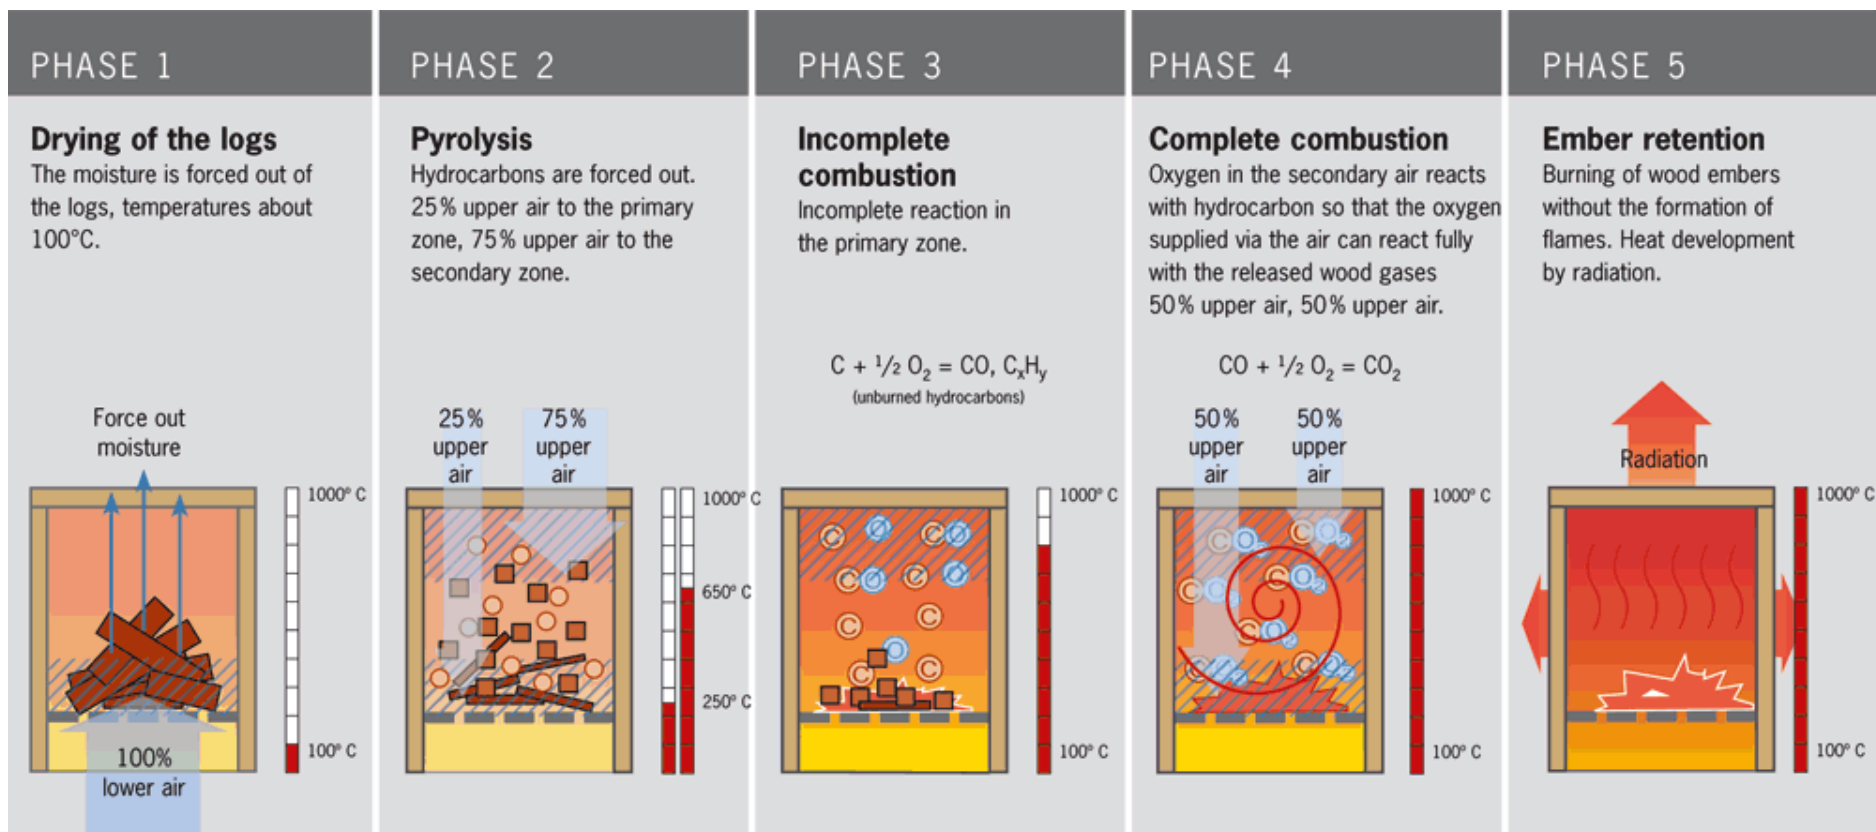 PHASE 1
Drying of the logs
The moisture is forced out of
the logs, temperatures about
100°C.
Force out
moisture
1000° C
100° C
100%
lower air
PHASE 2
Pyrolysis
Hydrocarbons are forced out.
25% upper air to the primary
zone, 75% upper air to the
secondary zone.
25%
upper
air
75%
upper
air
1000° C
650° C
250° C
PHASE 3
Incomplete
combustion
Incomplete reaction in
the primary zone.
C + 1/2 O2 = CO, CxHy
(unburned hydrocarbons)
1000° C
C O C O
C O C O
C C
O
C C
100° C
PHASE 4
Complete combustion
Oxygen in the secondary air reacts
with hydrocarbon so that the oxygen
supplied via the air can react fully
with the released wood gases
50% upper air, 50% upper air.
CO + 1/2 O2 = CO2
50%
upper
air
50%
upper
air
1000° C
C O O C O O
C O O C O O
C O O
C O O C O O
100° C
PHASE 5
Ember retention
Burning of wood embers
without the formation of
flames. Heat development
by radiation.
Radiation
1000° C
100° C